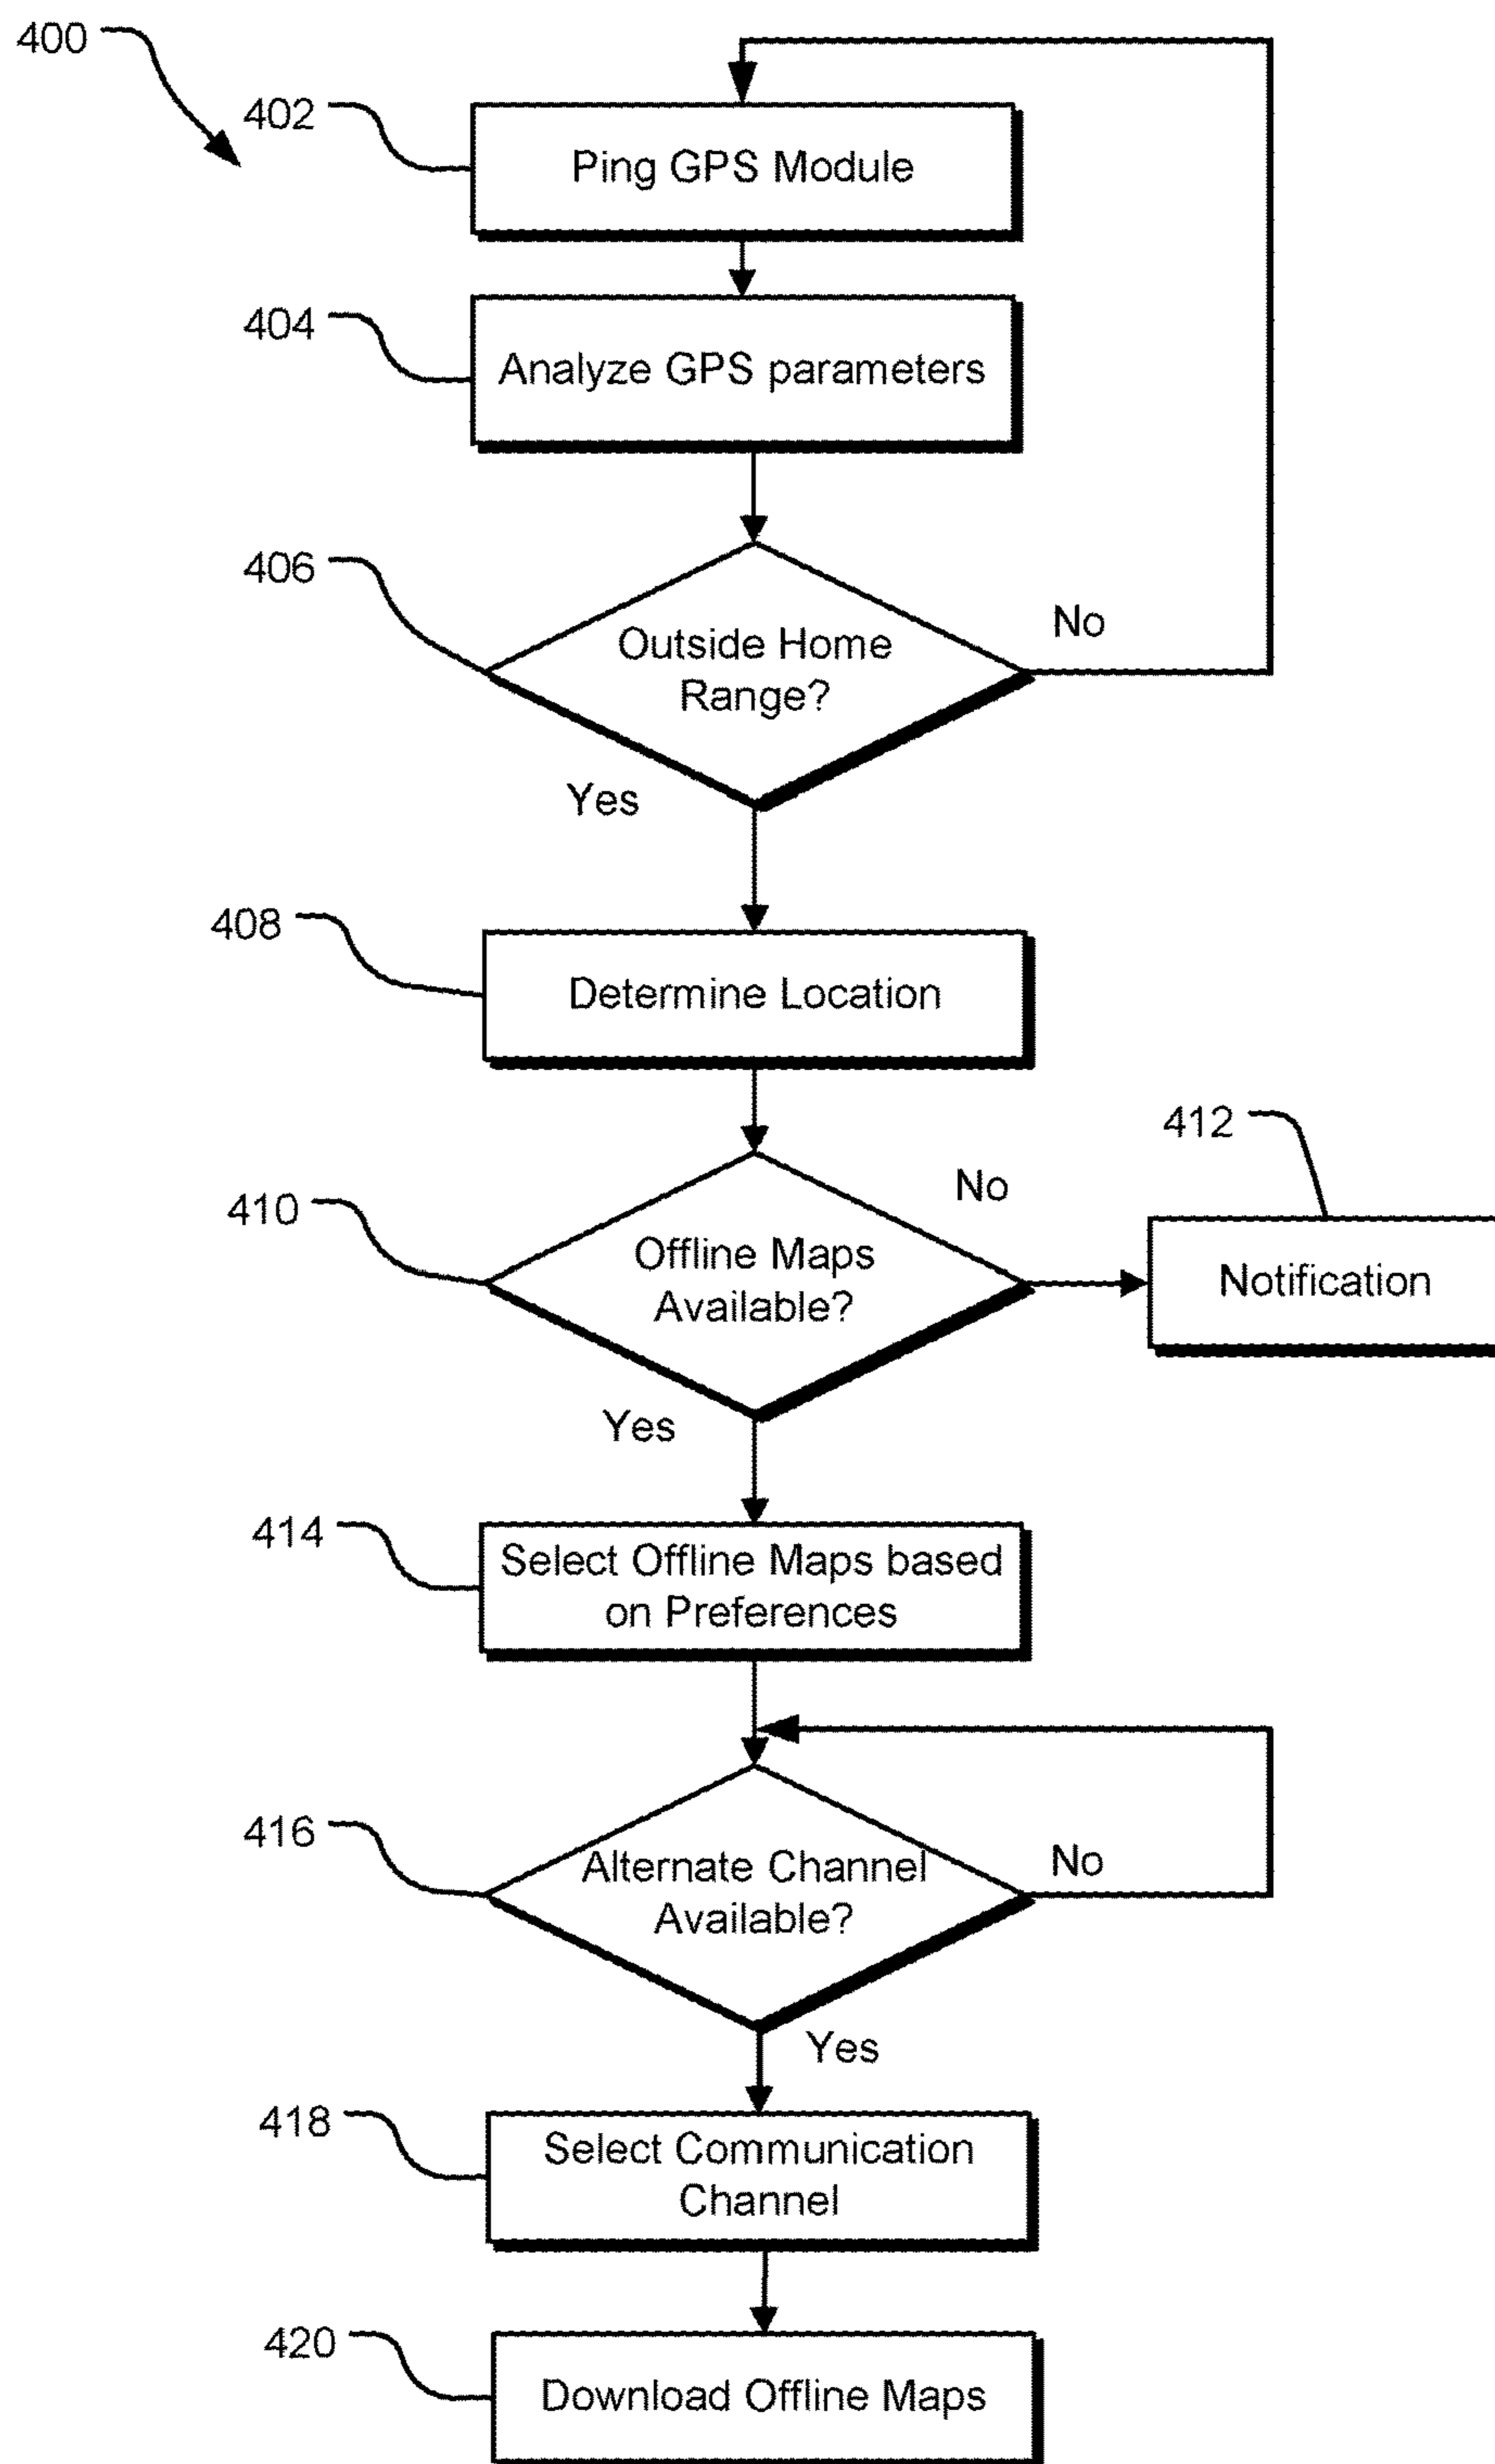 400
402
Ping GPS Module
404
Analyze GPS parameters
406
Outside Home
Range?
No
Yes
408
Determine Location
412
410
No
Offline Maps
Available?
Notification
Yes
414
Select Offline Maps based
on Preferences
416
Alternate Channel
Available?
No
Yes
418
Select Communication
Channel
420
Download Offline Maps